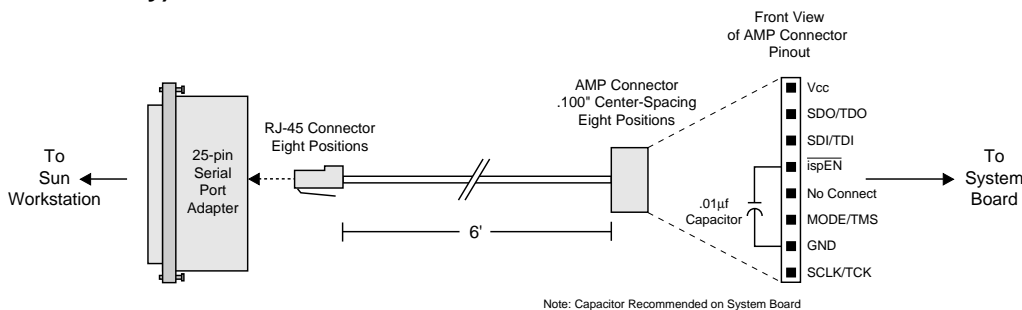 Front View
of AMP Connector
Pinout
AMP Connector
.100" Center-Spacing
Eight Positions
RJ-45 Connector
Eight Positions
To
Sun
Workstation
25-pin
Serial
Port
Adapter
6'
.01µf
Capacitor
Vcc
SDO/TDO
SDI/TDI
ispEN
No Connect
MODE/TMS
GND
SCLK/TCK
To
System
Board
Note: Capacitor Recommended on System Board